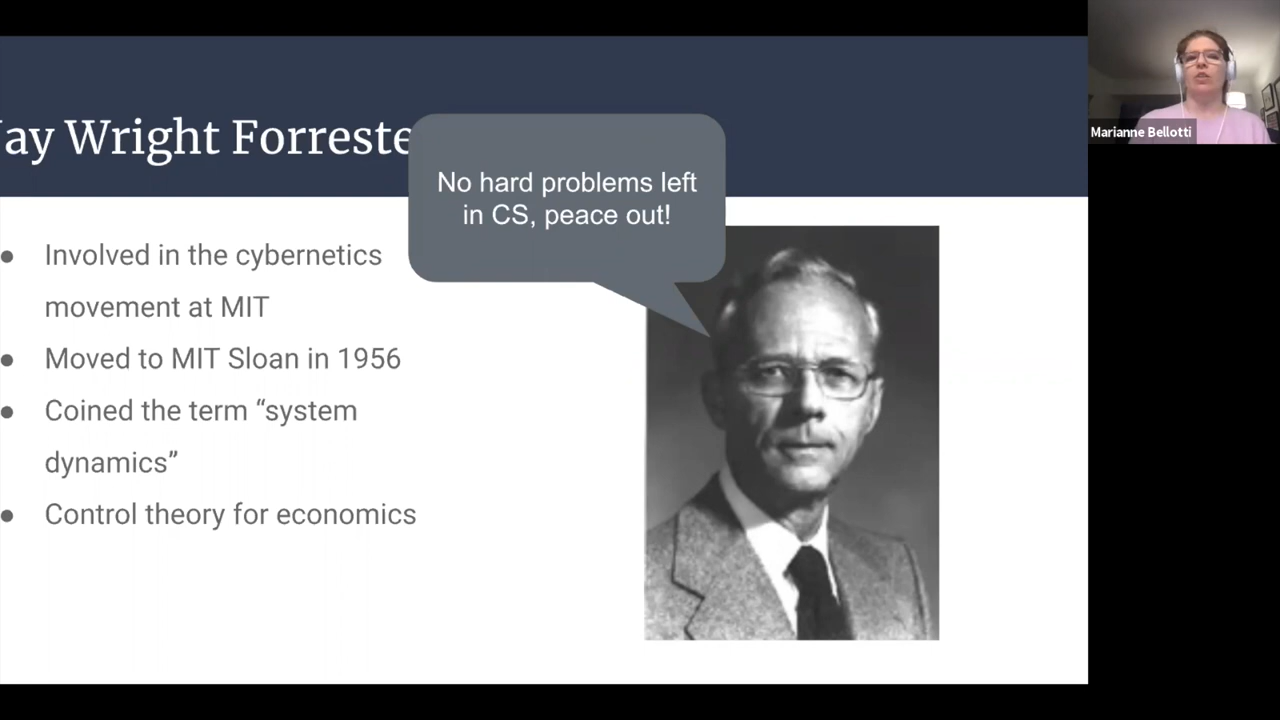 Jay Wright Forreste
No hard problems left
in CS, peace out!
● Involved in the cybernetics
movement at MIT
● Moved to MIT Sloan in 1956
● Coined the term “system
dynamics”
● Control theory for economics
Marianne Bellotti